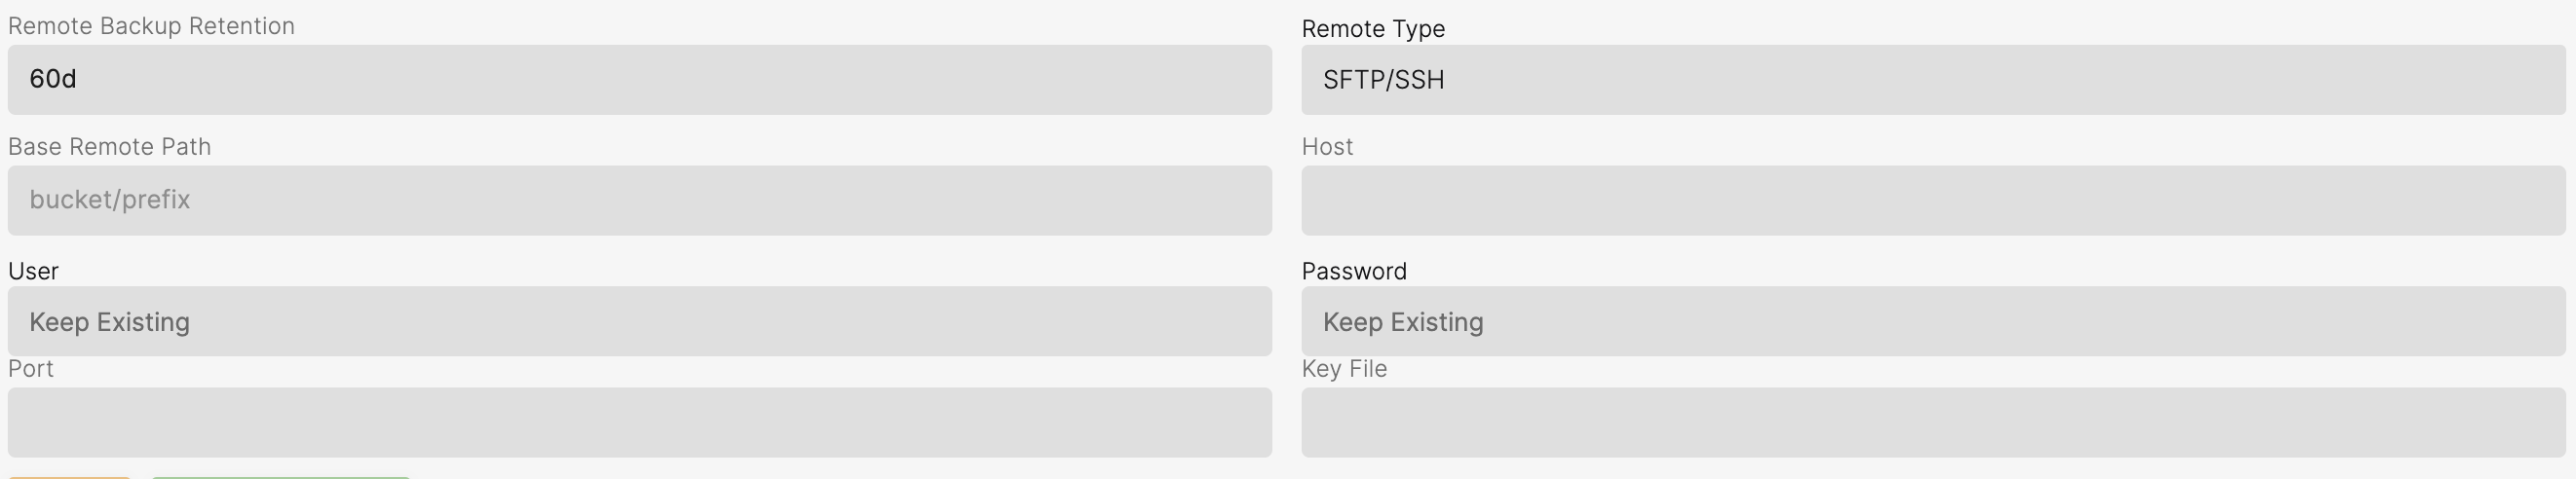 Remote Backup Retention
Remote Type
60d
SFTP/SSH
Base Remote Path
Host
bucket/prefix
User
Password
Keep Existing
Keep Existing
Port
Key File